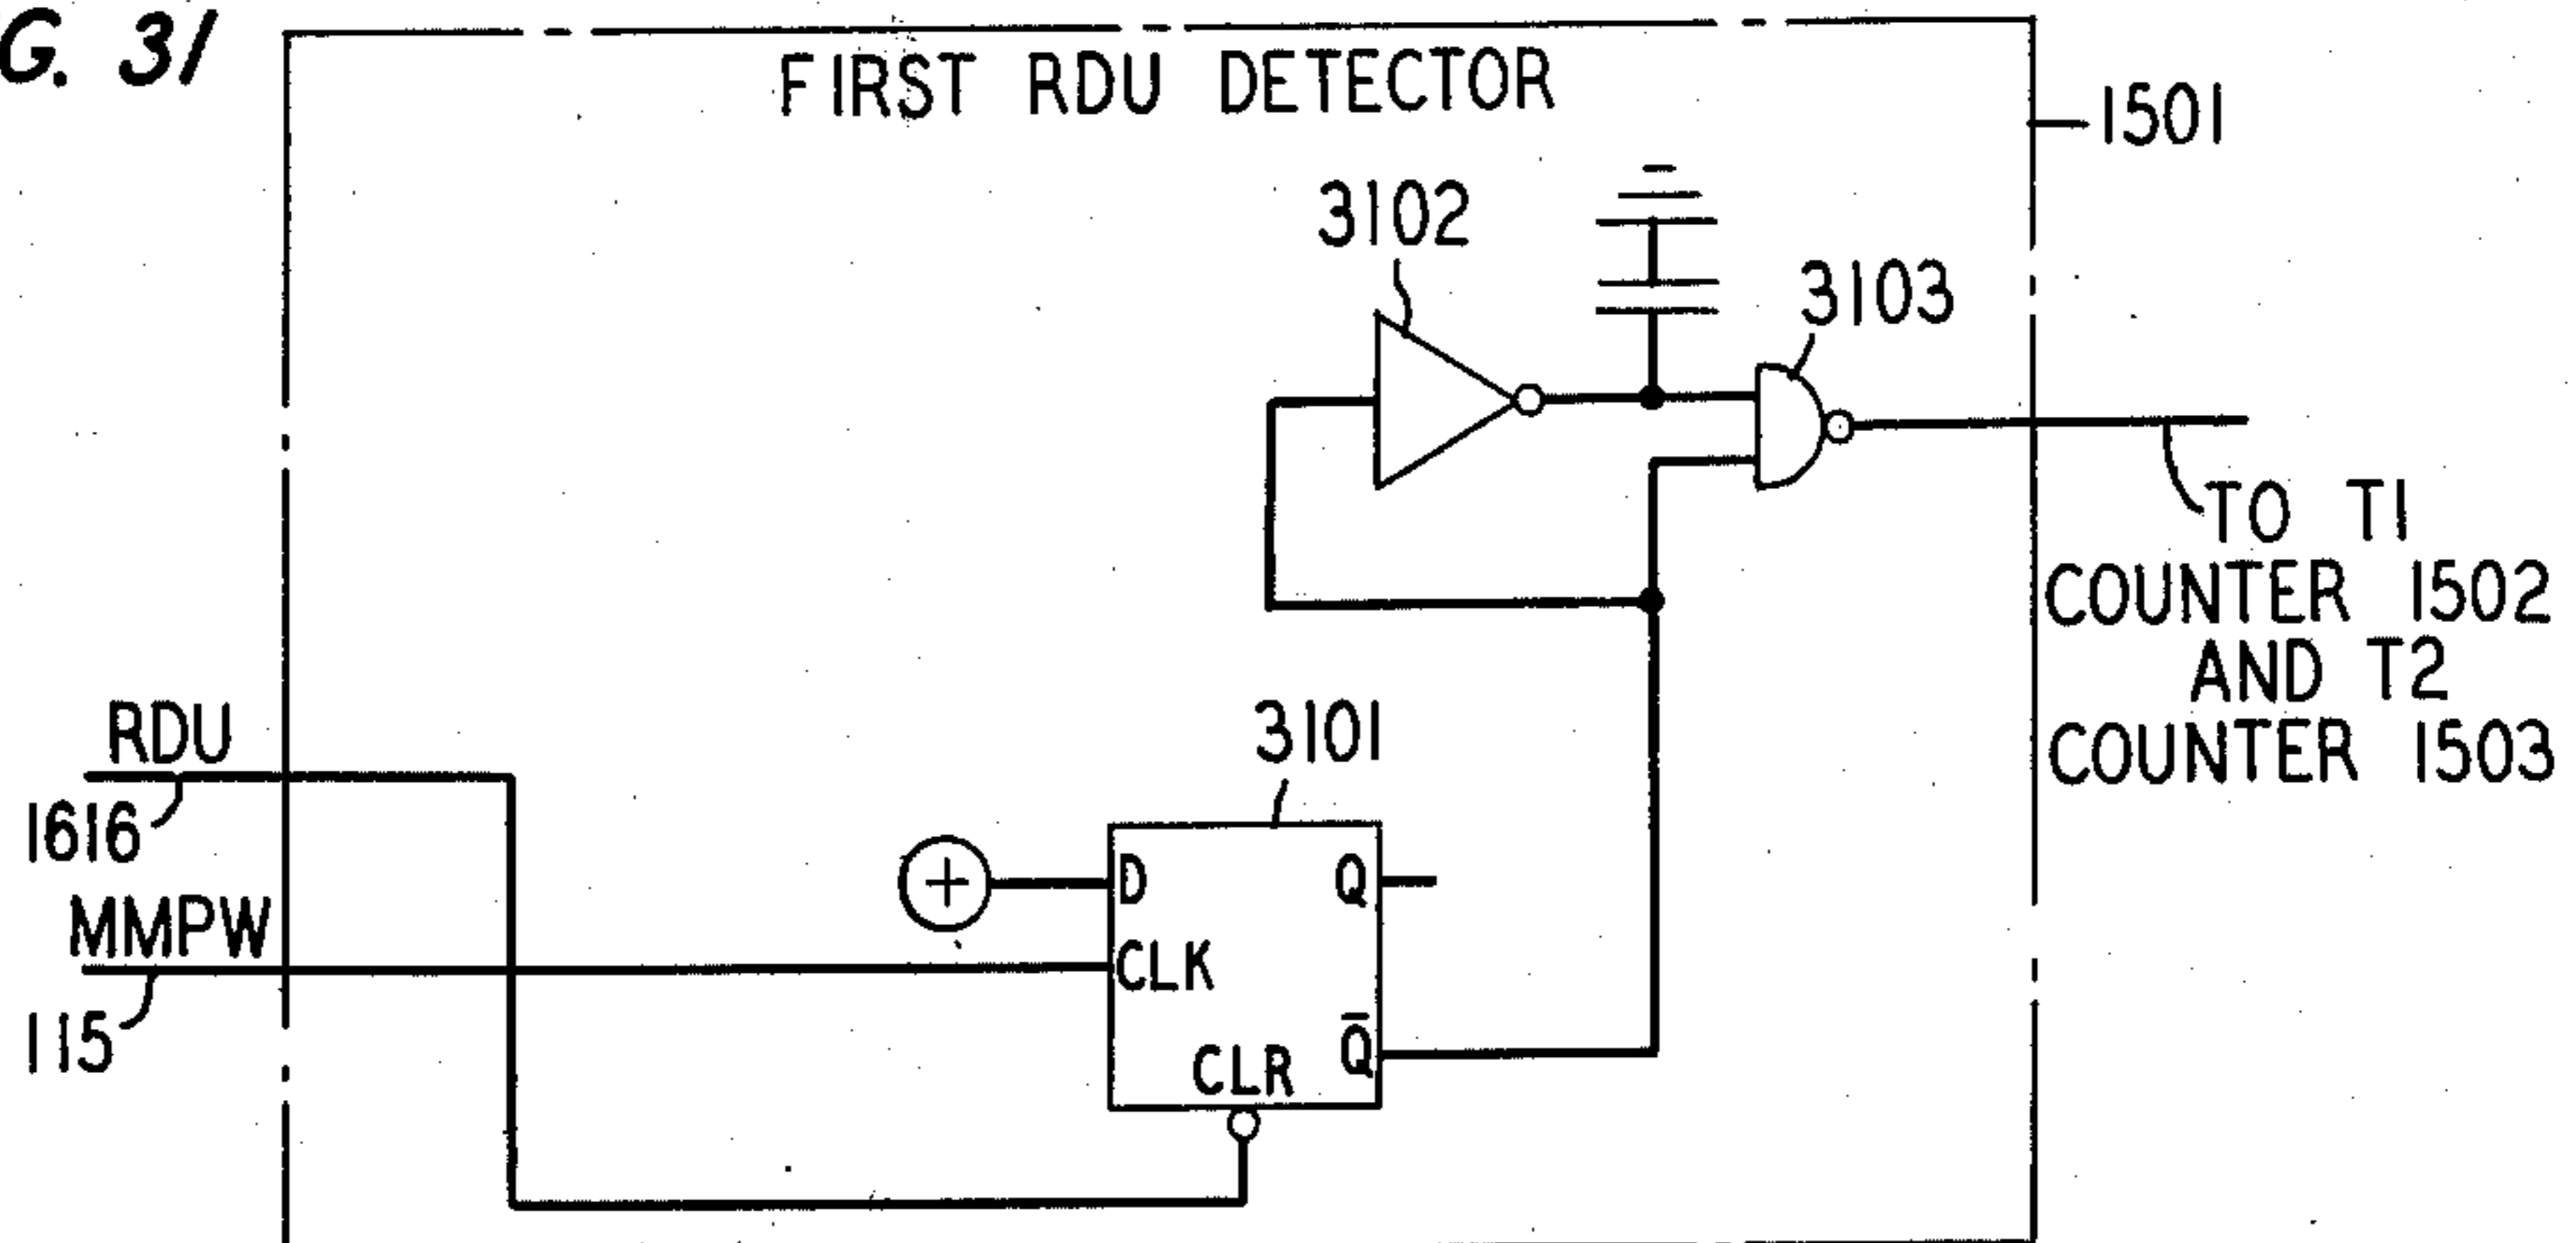 G. 31
FIRST RDU DETECTOR
1501
3102
3103
TO T1
COUNTER 1502
AND T2
COUNTER 1503
RDU
1616
MMPW
115
3101
+
D
Q
CLK
CLR
Q̄